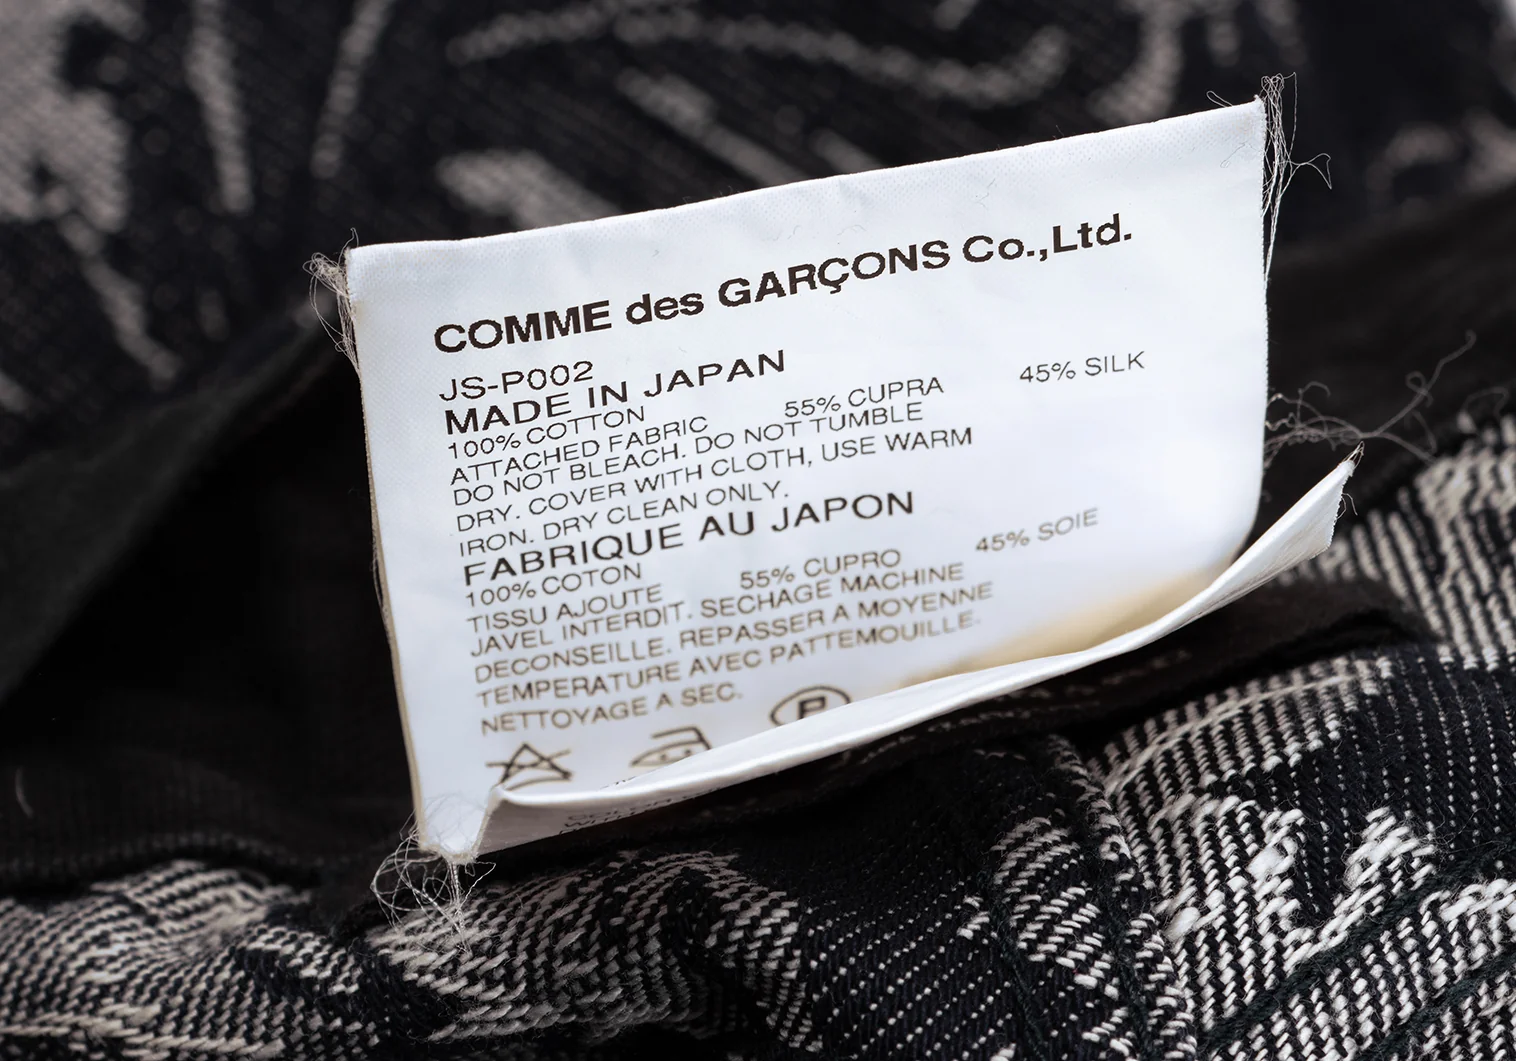 COMME des GARÇONS Co.,Ltd.
JS-P002
MADE IN JAPAN
100% COTTON
ATTACHED FABRIC 55% CUPRA 45% SILK
DO NOT BLEACH. DO NOT TUMBLE
DRY. COVER WITH CLOTH, USE WARM
IRON. DRY CLEAN ONLY.
FABRIQUE AU JAPON
100% COTON
TISSU AJOUTE 55% CUPRO 45% SOIE
JAVEL INTERDIT. SECHAGE MACHINE
DECONSEILLE. REPASSER A MOYENNE
TEMPERATURE AVEC PATTEMOUILLE.
NETTOYAGE A SEC.
P